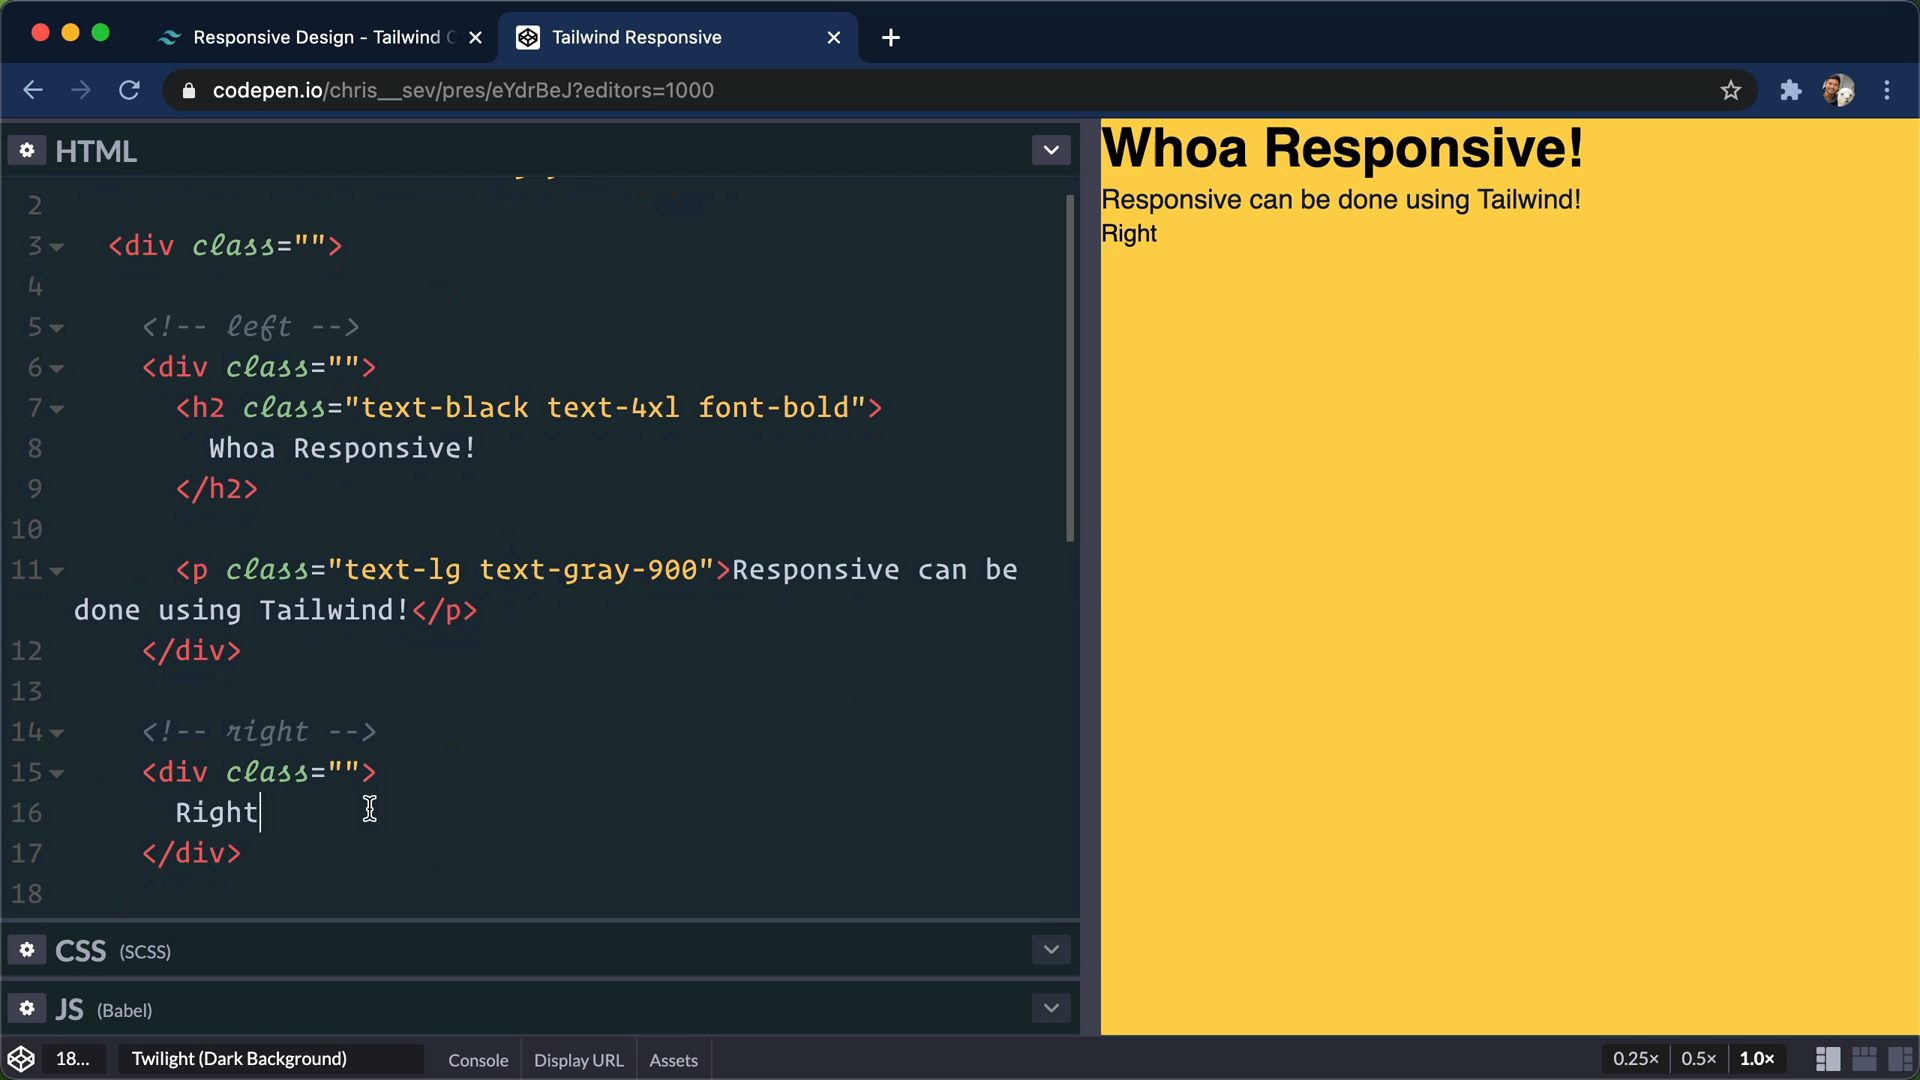 Responsive Design - Tailwind C
Tailwind Responsive
codepen.io/chris__sev/pres/eYdrBeJ?editors=1000
HTML
2
3 <div class="">
4
5 <!-- left -->
6 <div class="">
7 <h2 class="text-black text-4xl font-bold">
8 Whoa Responsive!
9 </h2>
10
11 <p class="text-lg text-gray-900">Responsive can be
done using Tailwind!</p>
12 </div>
13
14 <!-- right -->
15 <div class="">
16 Right
17 </div>
18
CSS (SCSS)
JS (Babel)
18... Twilight (Dark Background) Console Display URL Assets 0.25× 0.5× 1.0×
Whoa Responsive!
Responsive can be done using Tailwind!
Right